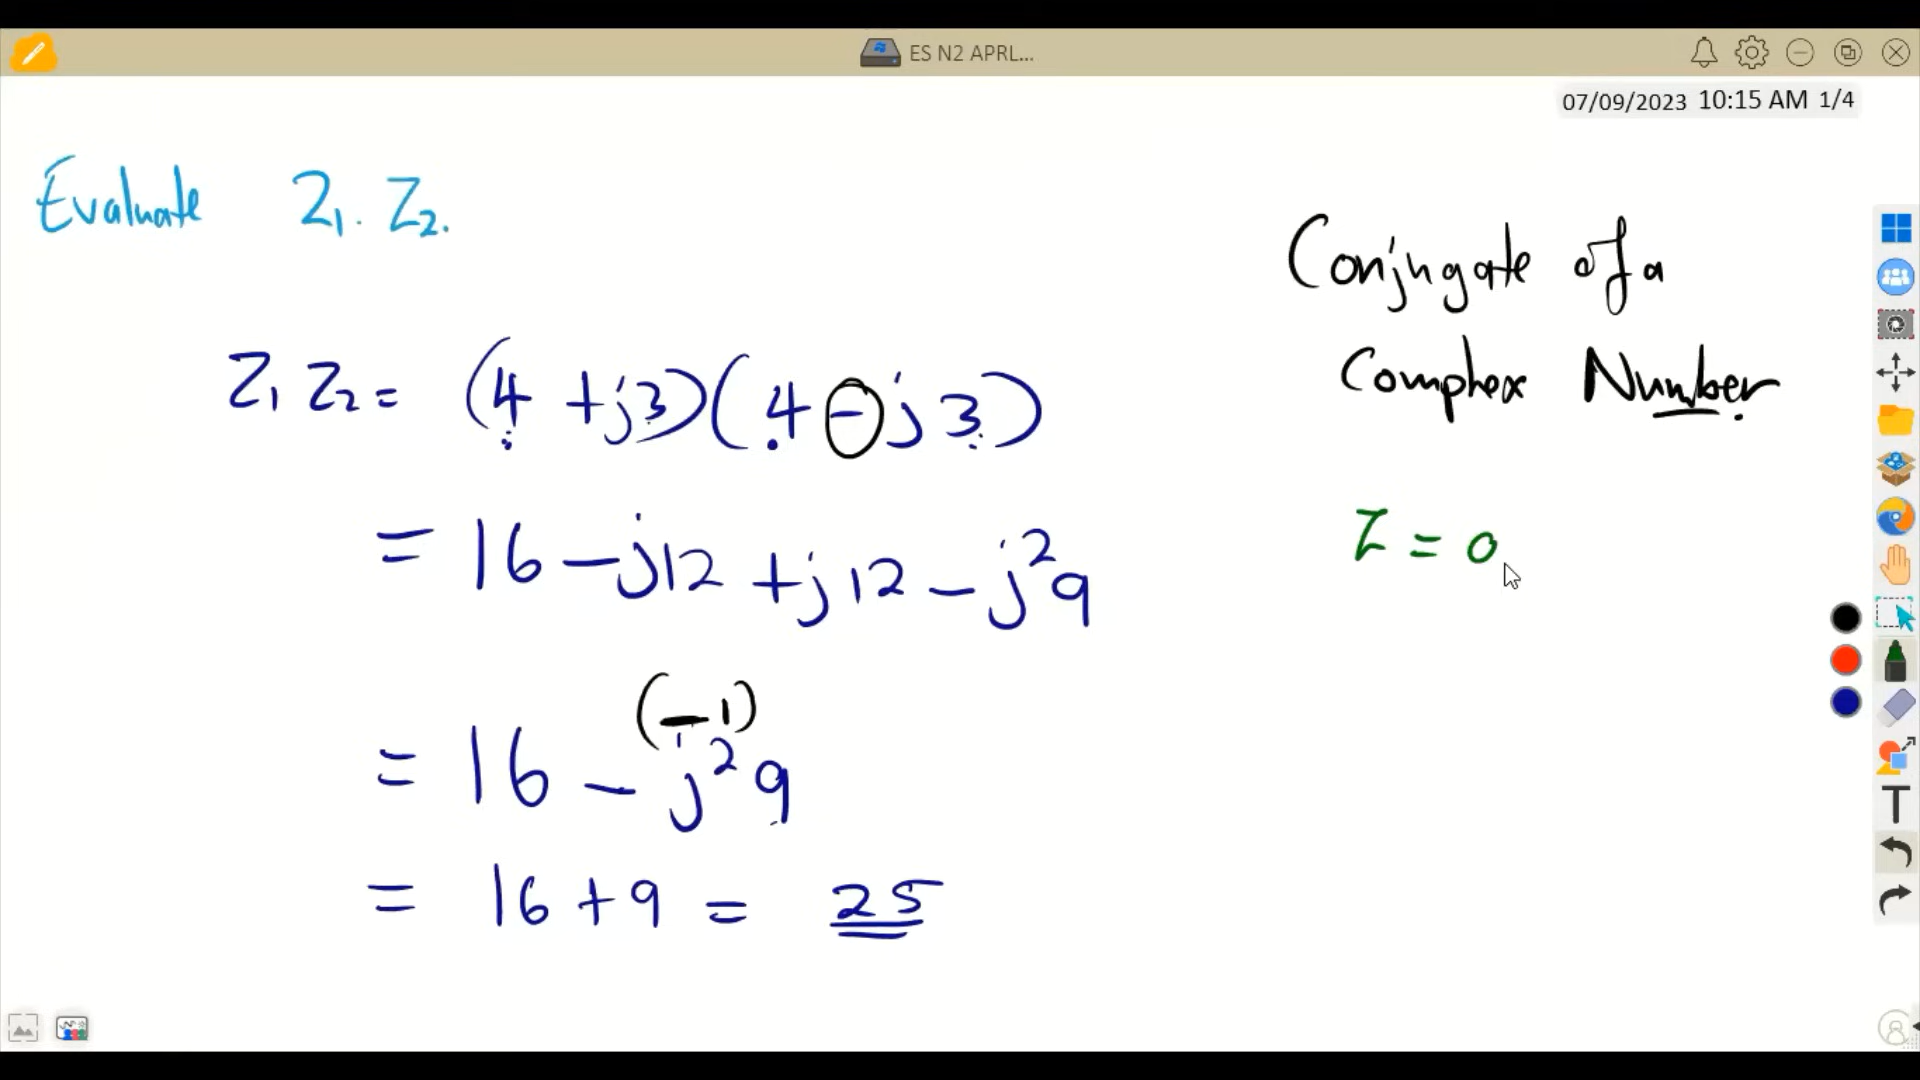 ES N2 APRL...
07/09/2023 10:15 AM 1/4
Evaluate Z₁. Z₂.
Conjugate of a
Complex Number
Z₁ Z₂ = (4 + j3)(4 - j3)
= 16 - j12 + j12 - j²9
Z = o
(-1)
= 16 - j²9
= 16 + 9 = 25
T